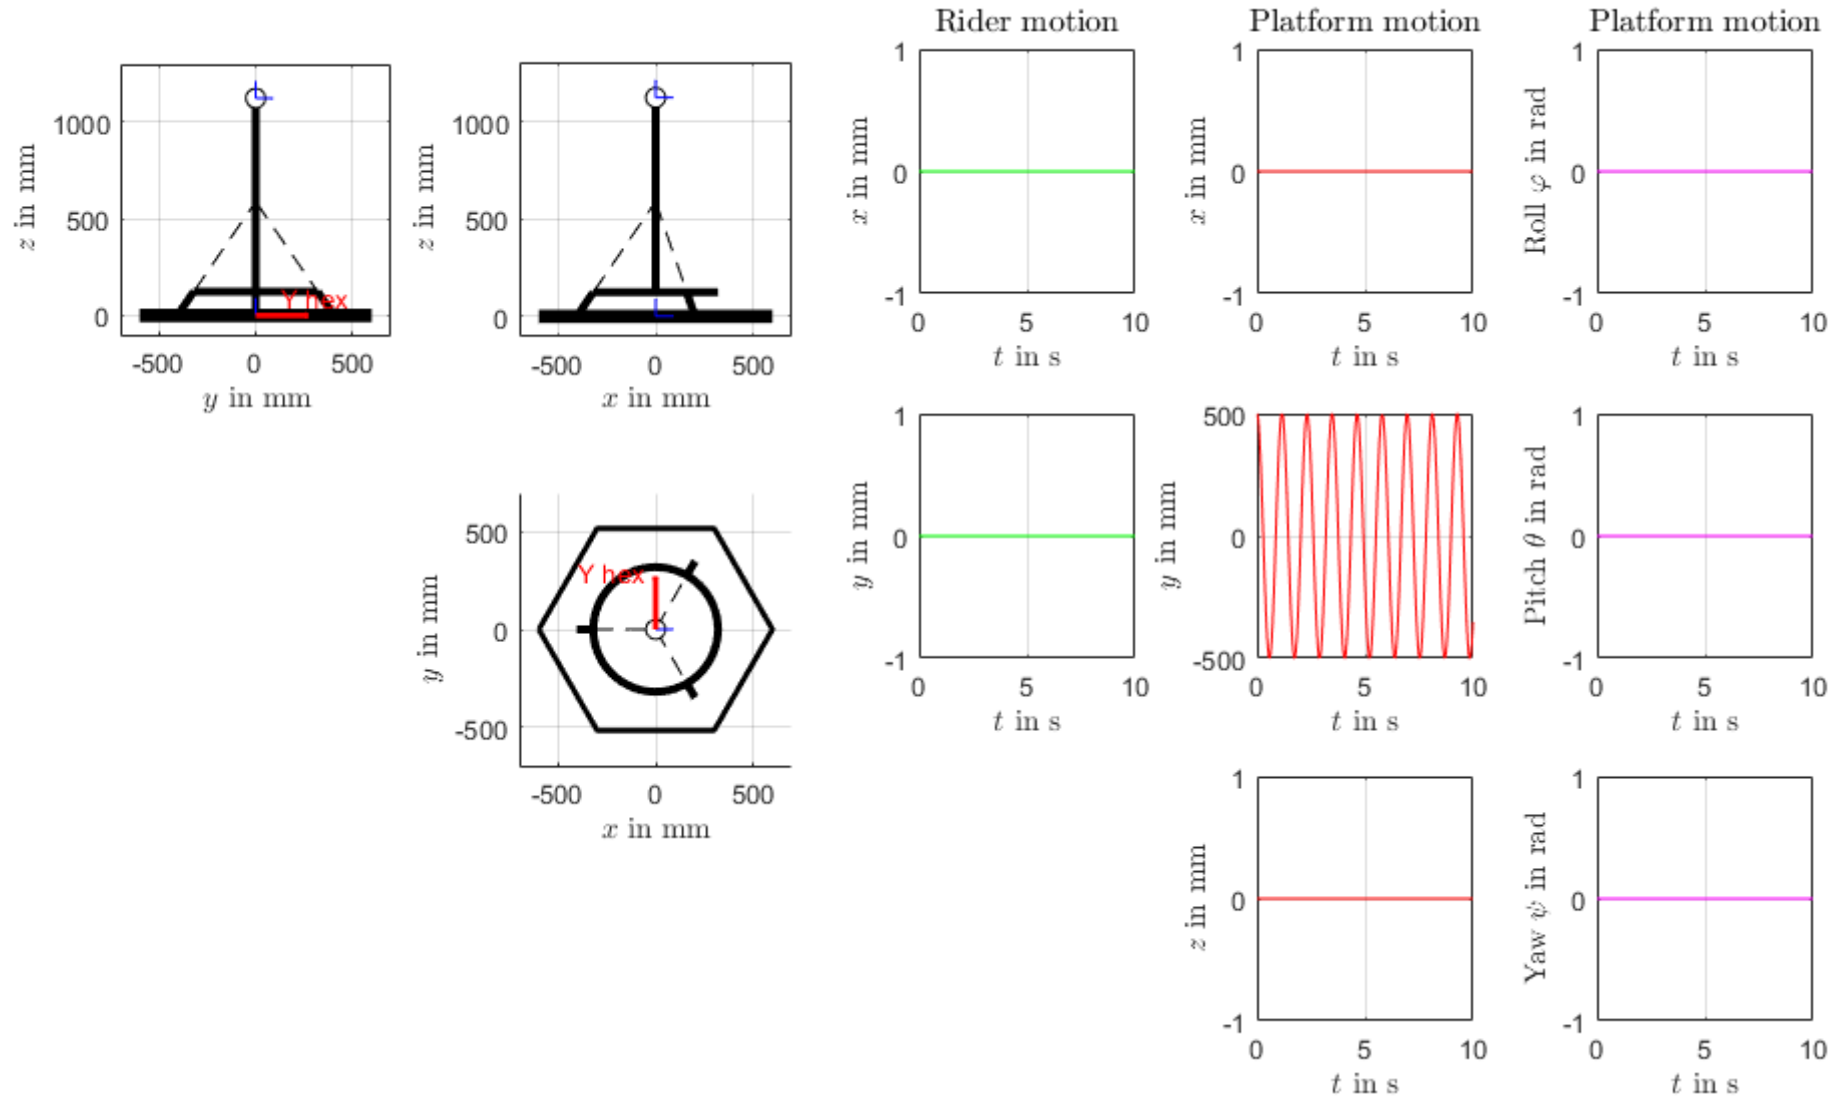 Rider motion
Platform motion
Platform motion
1000
500
0
-500
0
500
z in mm
y in mm
Y hex
1000
500
0
-500
0
500
z in mm
x in mm
1
0
-1
0
5
10
x in mm
t in s
1
0
-1
0
5
10
x in mm
t in s
1
0
-1
0
5
10
Roll φ in rad
t in s
500
0
-500
-500
0
500
y in mm
x in mm
Y hex
1
0
-1
0
5
10
y in mm
t in s
500
0
-500
0
5
10
y in mm
t in s
1
0
-1
0
5
10
Pitch θ in rad
t in s
1
0
-1
0
5
10
z in mm
t in s
1
0
-1
0
5
10
Yaw ψ in rad
t in s